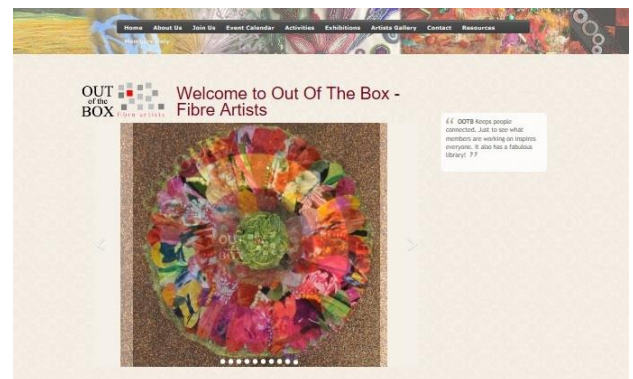 Home About Us Join Us Event Calendar Activities Exhibitions Artists Gallery Contact Resources
OUT
of the
BOX
fibre artists
Welcome to Out Of The Box -
Fibre Artists
“ OOTB Keeps people
connected. Just to see what
members are working on inspires
everyone. It also has a fabulous
library! ”
OUT